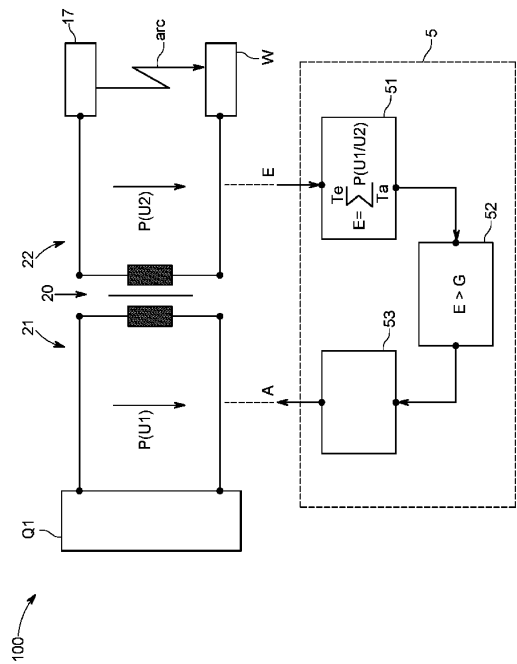 100
Q1
21
20
22
17
P(U1)
P(U2)
arc
W
A
E
5
53
51
Te
E= ∑ P(U1/U2)
Ta
52
E > G